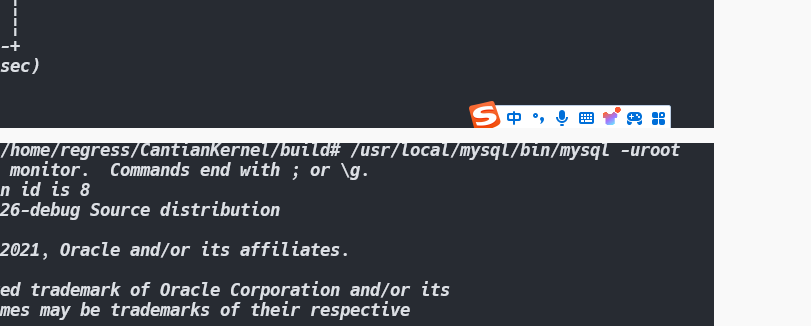 -+
sec)
中
/home/regress/CantianKernel/build# /usr/local/mysql/bin/mysql -uroot
monitor.  Commands end with ; or \g.
n id is 8
26-debug Source distribution
2021, Oracle and/or its affiliates.
ed trademark of Oracle Corporation and/or its
mes may be trademarks of their respective